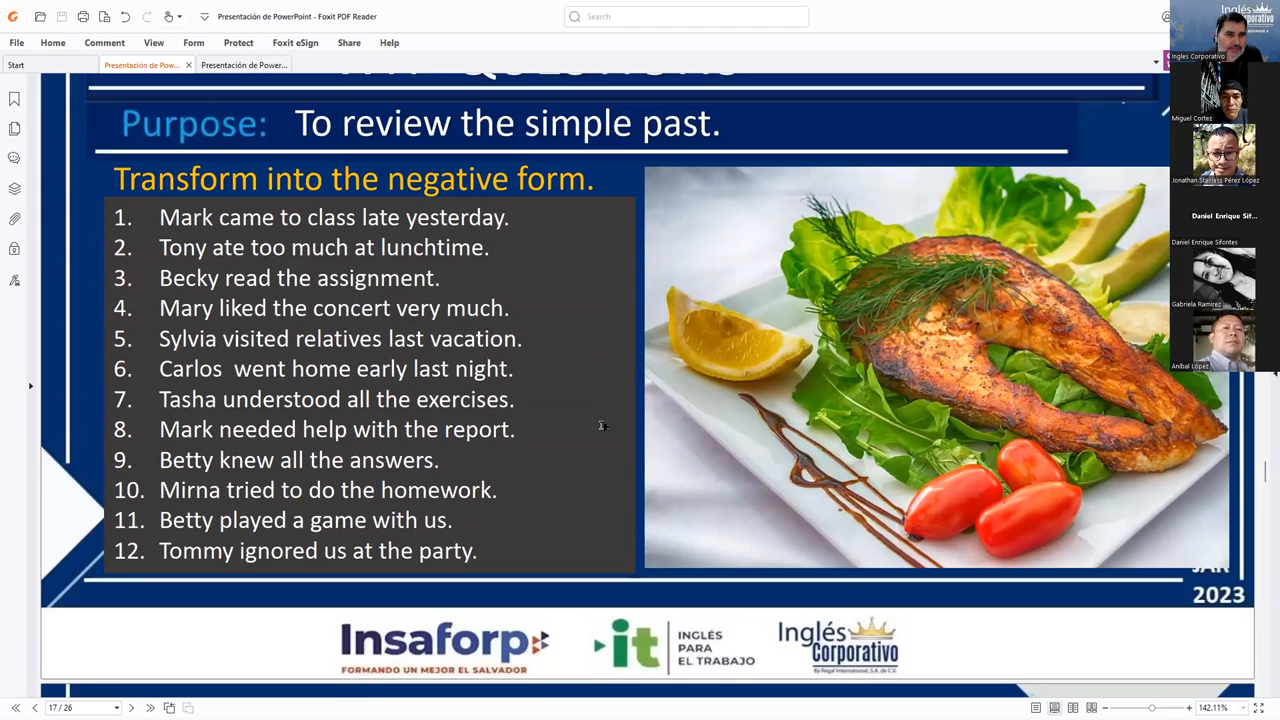 Presentación de PowerPoint - Foxit PDF Reader
Search
File Home Comment View Form Protect Foxit eSign Share Help
Start
Presentación de Pow...
Presentación de Power...
Purpose: To review the simple past.
Transform into the negative form.
1. Mark came to class late yesterday.
2. Tony ate too much at lunchtime.
3. Becky read the assignment.
4. Mary liked the concert very much.
5. Sylvia visited relatives last vacation.
6. Carlos went home early last night.
7. Tasha understood all the exercises.
8. Mark needed help with the report.
9. Betty knew all the answers.
10. Mirna tried to do the homework.
11. Betty played a game with us.
12. Tommy ignored us at the party.
2023
Insaforp
FORMANDO UN MEJOR EL SALVADOR
it
INGLÉS
PARA
EL TRABAJO
Inglés
Corporativo
By Regal International, S.A. de C.V.
17 / 26
142.11%
Inglés
Ingles Corporativo
Miguel Cortez
Jonathan Stanless Pérez López
Daniel Enrique Sif...
Daniel Enrique Sifontes
Gabriela Ramirez
Anibal López